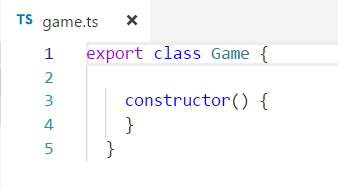 TS game.ts ×
1 export class Game {
2
3 constructor() {
4 }
5 }